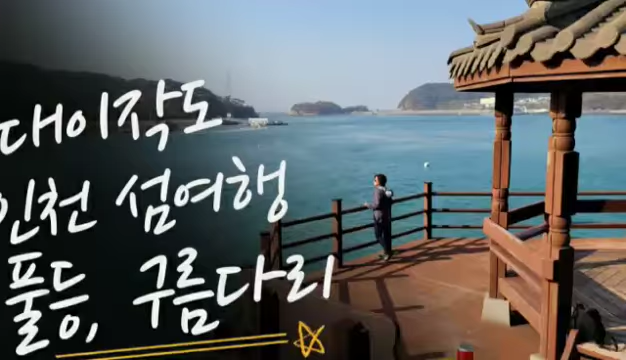 대이작도
인천 섬여행
풀등, 구름다리